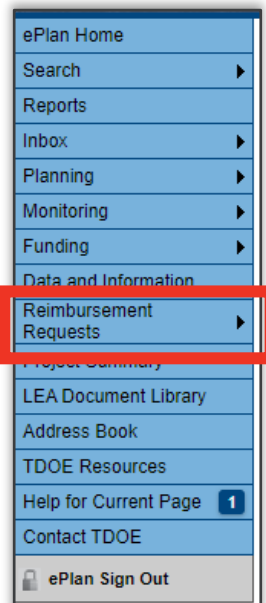 ePlan Home
Search
Reports
Inbox
Planning
Monitoring
Funding
Data and Information
Reimbursement
Requests
Project Summary
LEA Document Library
Address Book
TDOE Resources
Help for Current Page 1
Contact TDOE
ePlan Sign Out